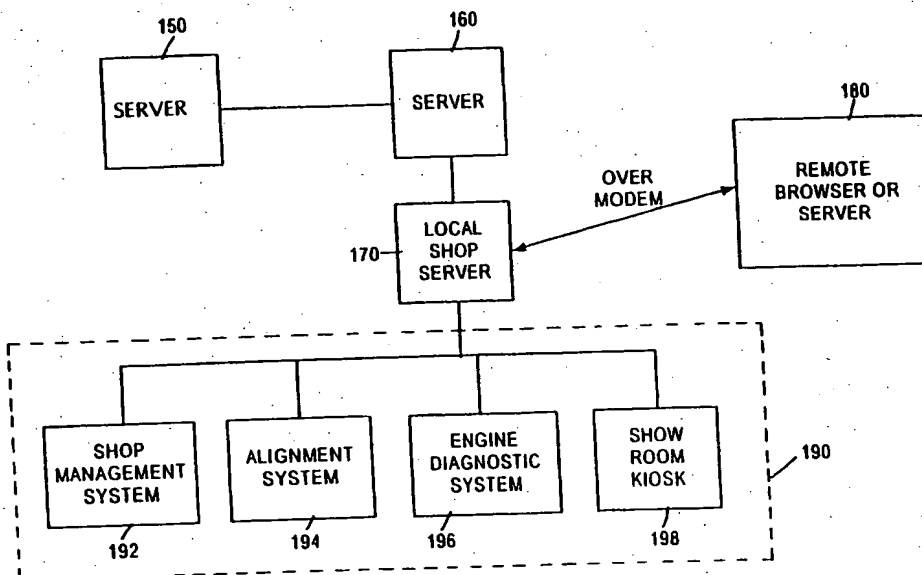 150
160
SERVER
SERVER
180
REMOTE
BROWSER OR
SERVER
OVER
MODEM
170
LOCAL
SHOP
SERVER
190
SHOP
MANAGEMENT
SYSTEM
ALIGNMENT
SYSTEM
ENGINE
DIAGNOSTIC
SYSTEM
SHOW
ROOM
KIOSK
192
194
196
198